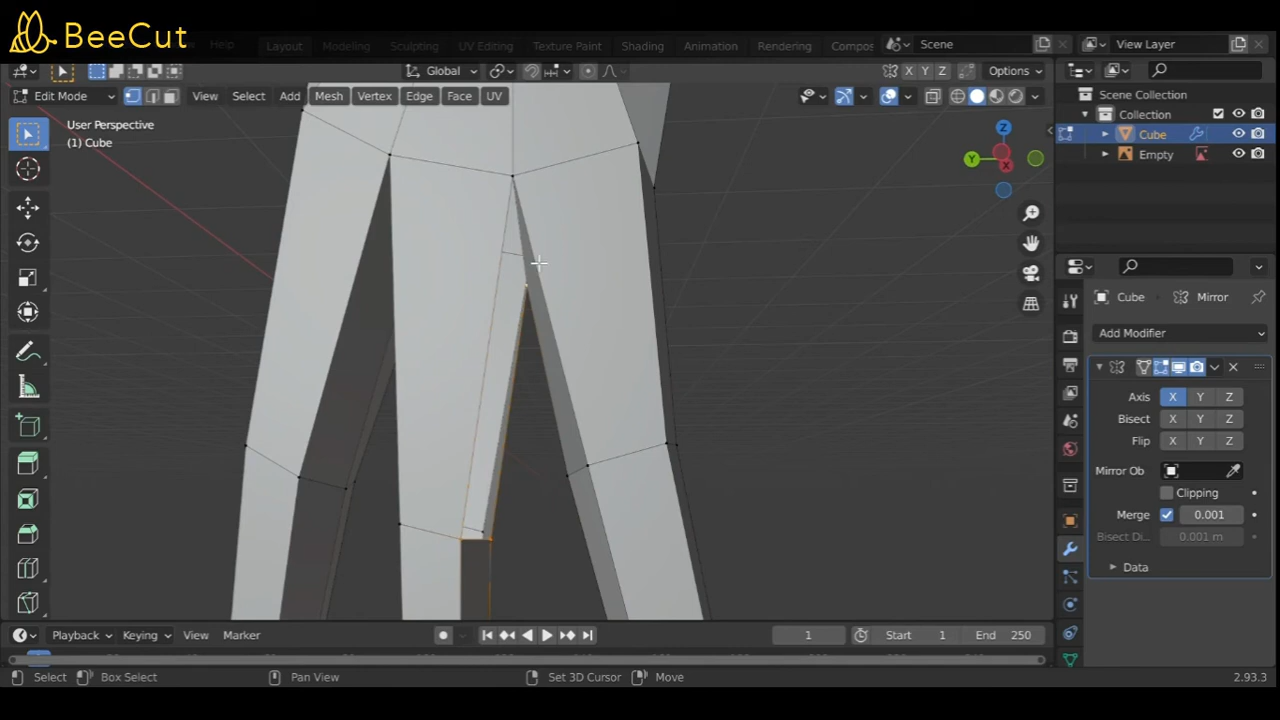 BeeCut
Help Layout Modeling Sculpting UV Editing Texture Paint Shading Animation Rendering Compos Scene View Layer
Global X Y Z Options
Edit Mode View Select Add Mesh Vertex Edge Face UV
User Perspective
(1) Cube
Z
Y
X
Scene Collection
Collection
Cube
Empty
Cube Mirror
Add Modifier
Axis X Y Z
Bisect X Y Z
Flip X Y Z
Mirror Ob
Clipping
Merge 0.001
Bisect Di... 0.001 m
Data
Playback Keying View Marker 1 Start 1 End 250
Select Box Select Pan View Set 3D Cursor Move 2.93.3